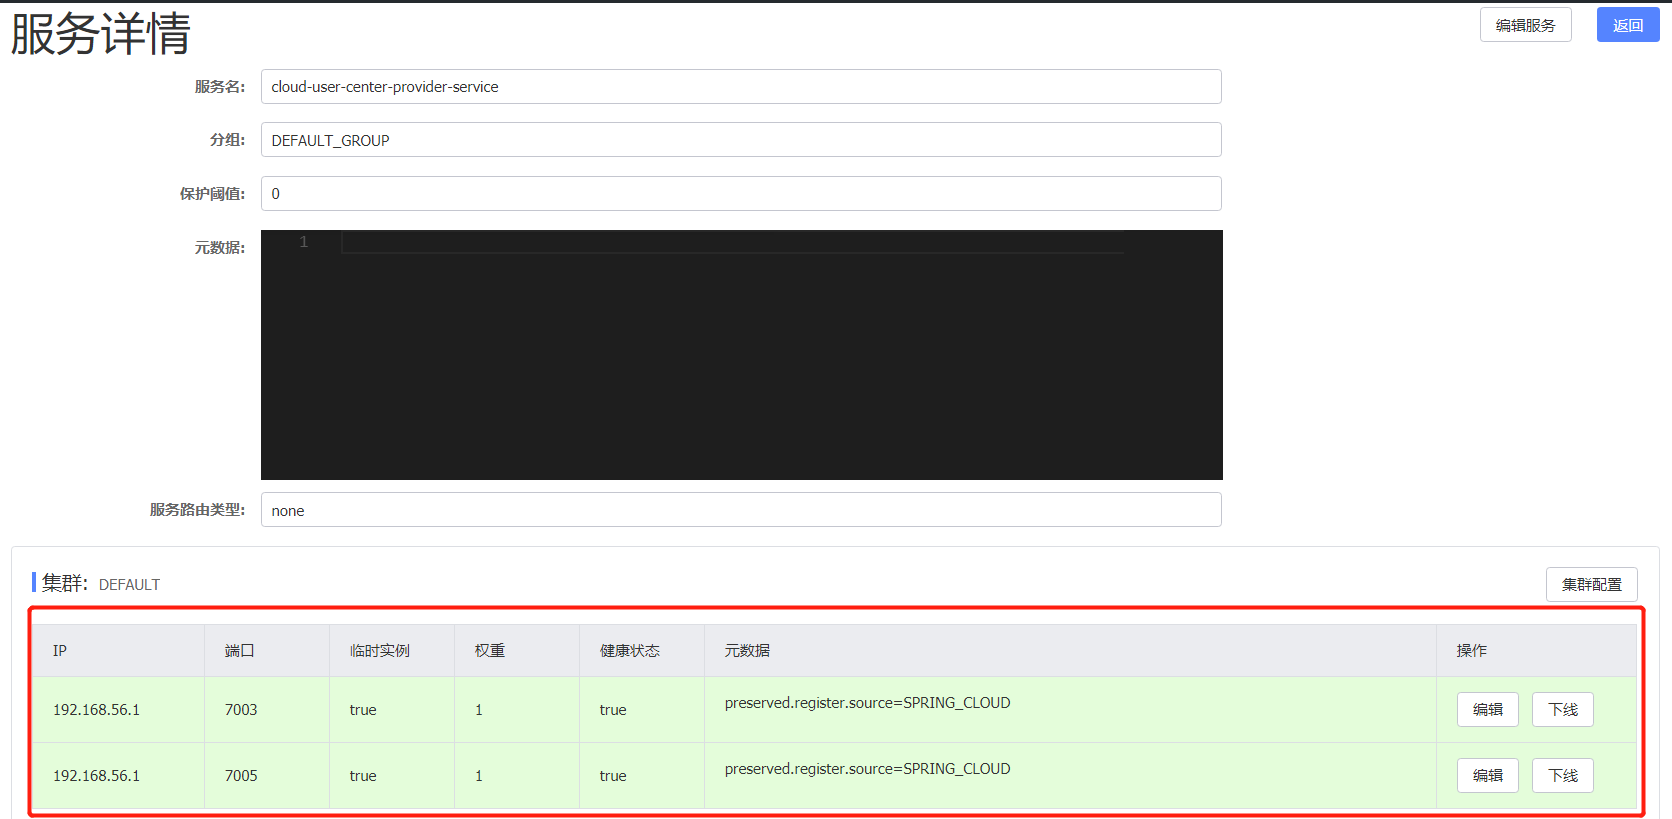 服务详情 编辑服务 返回
服务名: cloud-user-center-provider-service
分组: DEFAULT_GROUP
保护阈值: 0
元数据: 1
服务路由类型: none
集群: DEFAULT 集群配置
IP 端口 临时实例 权重 健康状态 元数据 操作
192.168.56.1 7003 true 1 true preserved.register.source=SPRING_CLOUD 编辑 下线
192.168.56.1 7005 true 1 true preserved.register.source=SPRING_CLOUD 编辑 下线